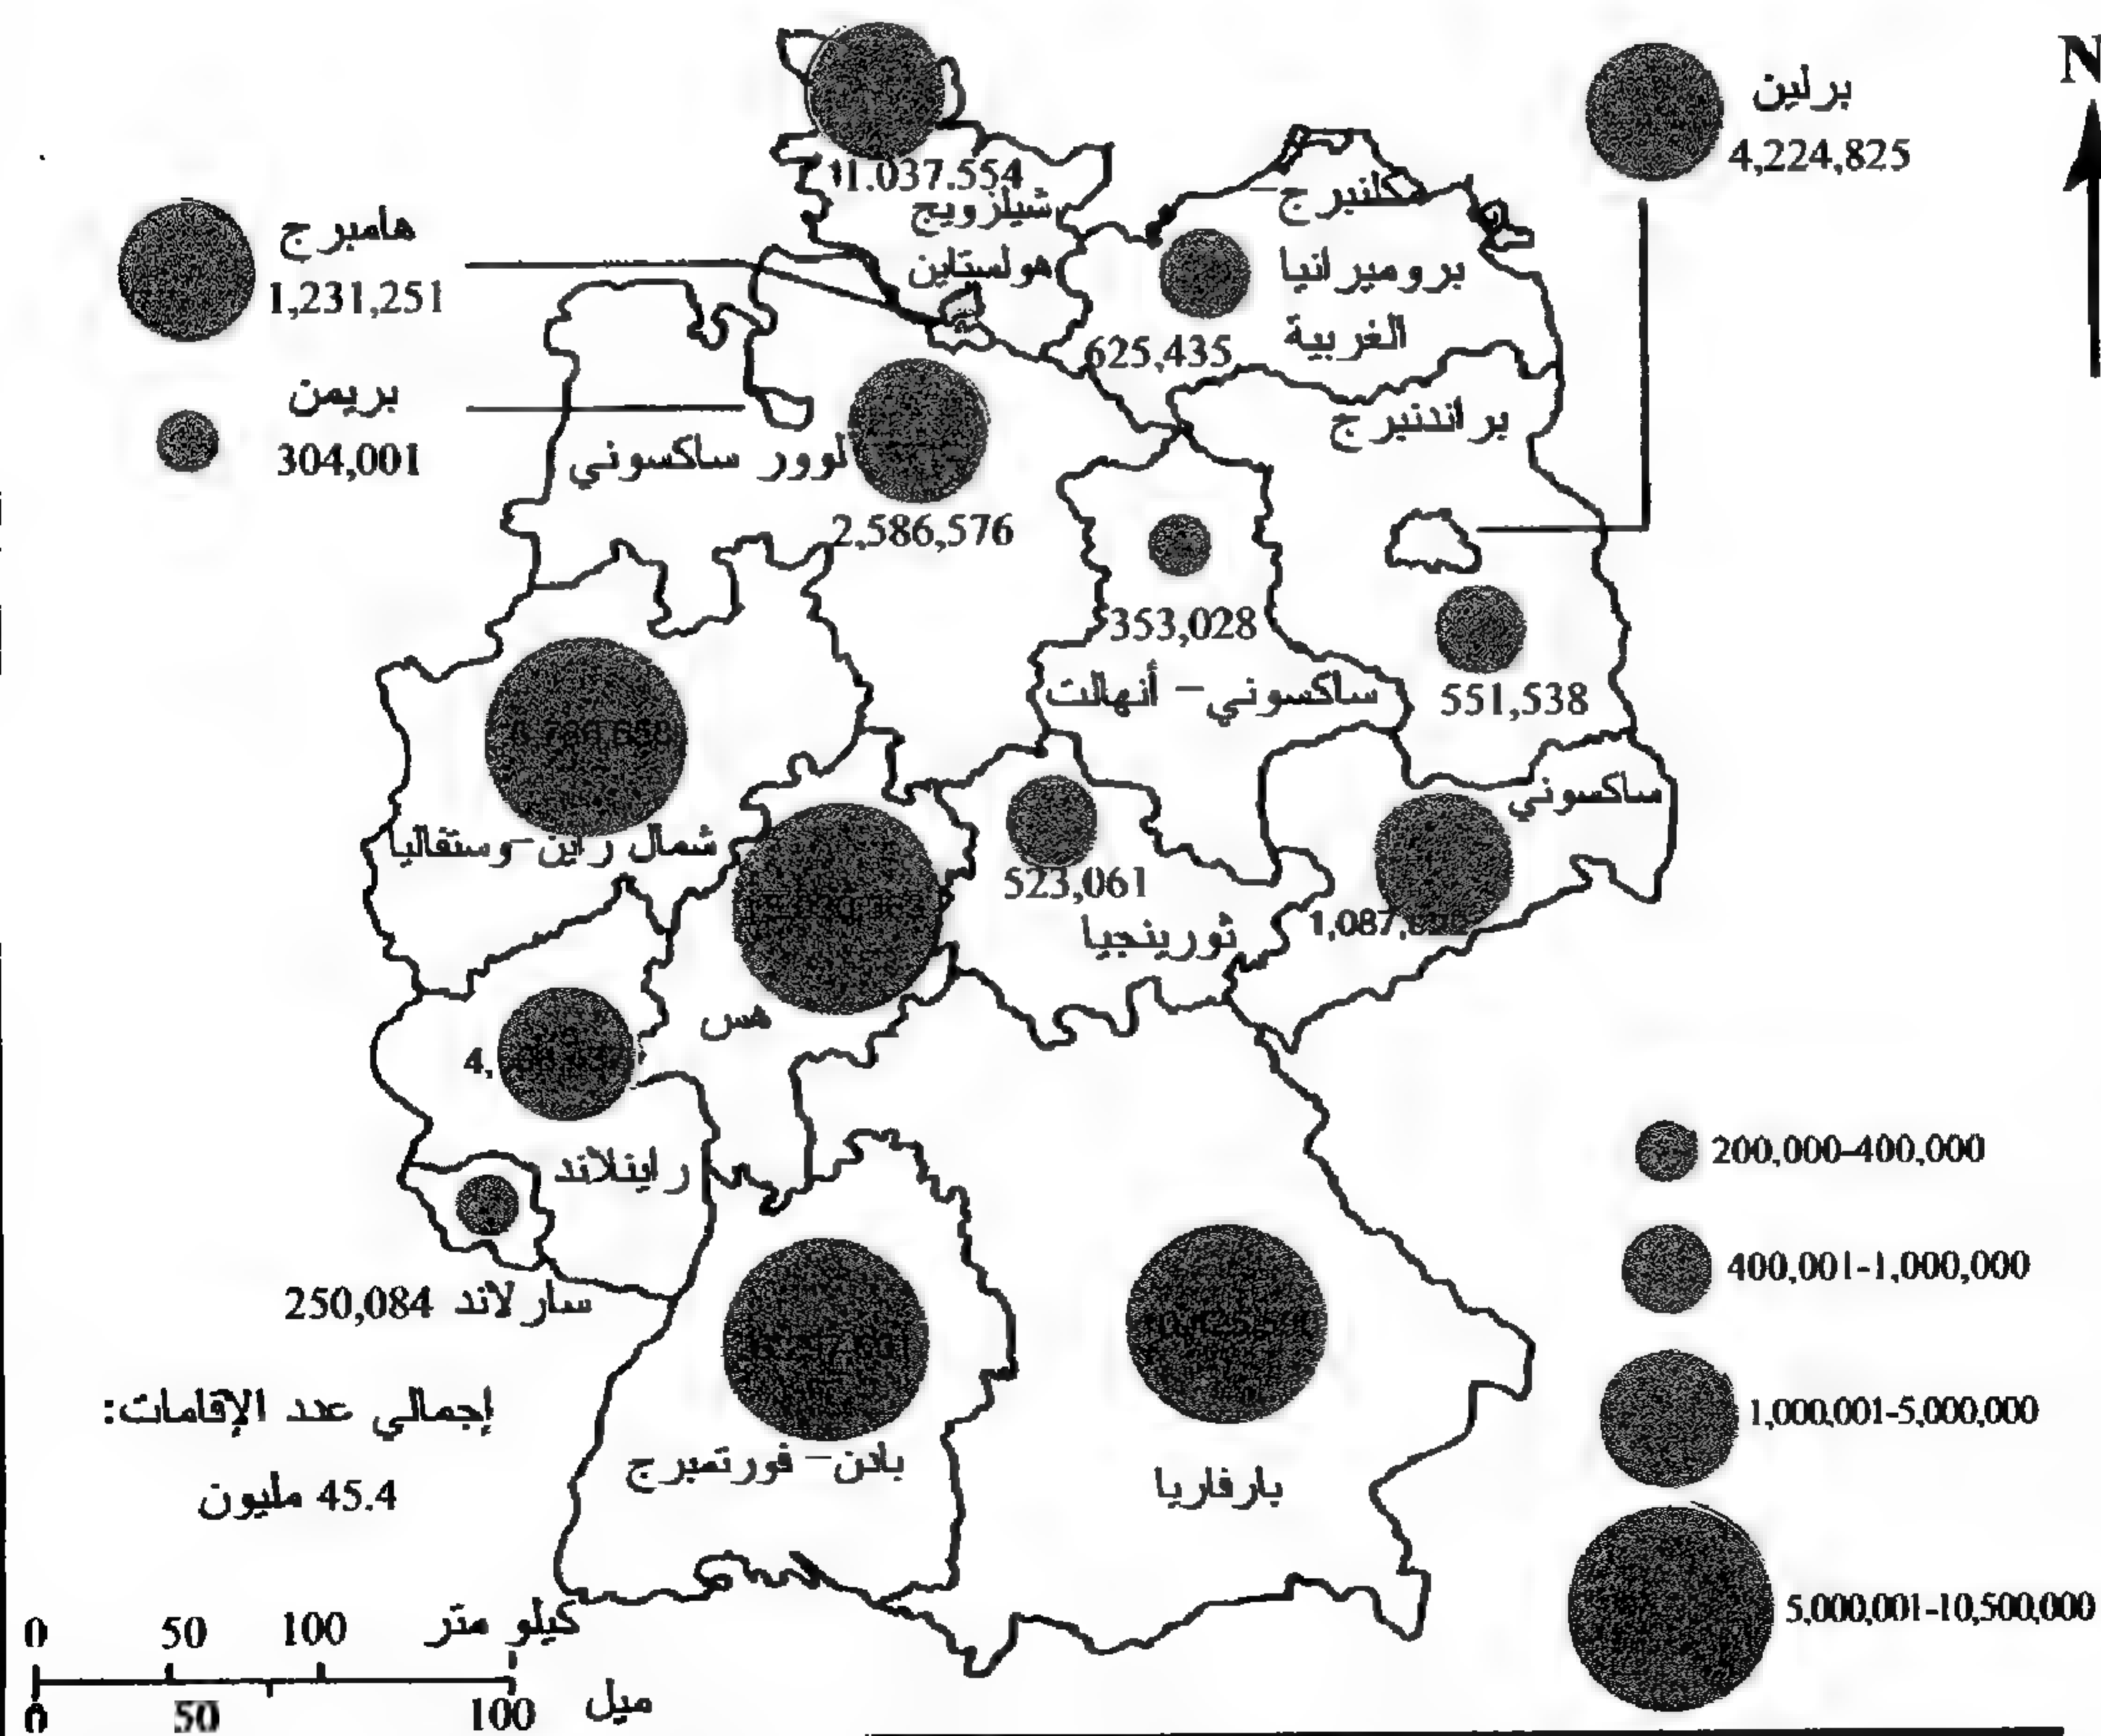 N
برلين
4,224,825
11.037.554
شيلزويج
هولستاين
مكلنبرج-
بروميرانيا
الغربية
625,435
هامبرج
1,231,251
بريمن
304,001
براندنبرج
لوور ساكسوني
2,586,576
353,028
ساكسوني - أنهالت
551,538
ساكسوني
1,087,
شمال راين-وستقاليا
523,061
ثورينجيا
هس
4,
راينلاند
سارلاند 250,084
بادن- فورتمبرج
بارفاريا
200,000-400,000
400,001-1,000,000
1,000,001-5,000,000
5,000,001-10,500,000
إجمالي عدد الإقامات:
45.4 مليون
0 50 100 كيلو متر
0 50 100 ميل